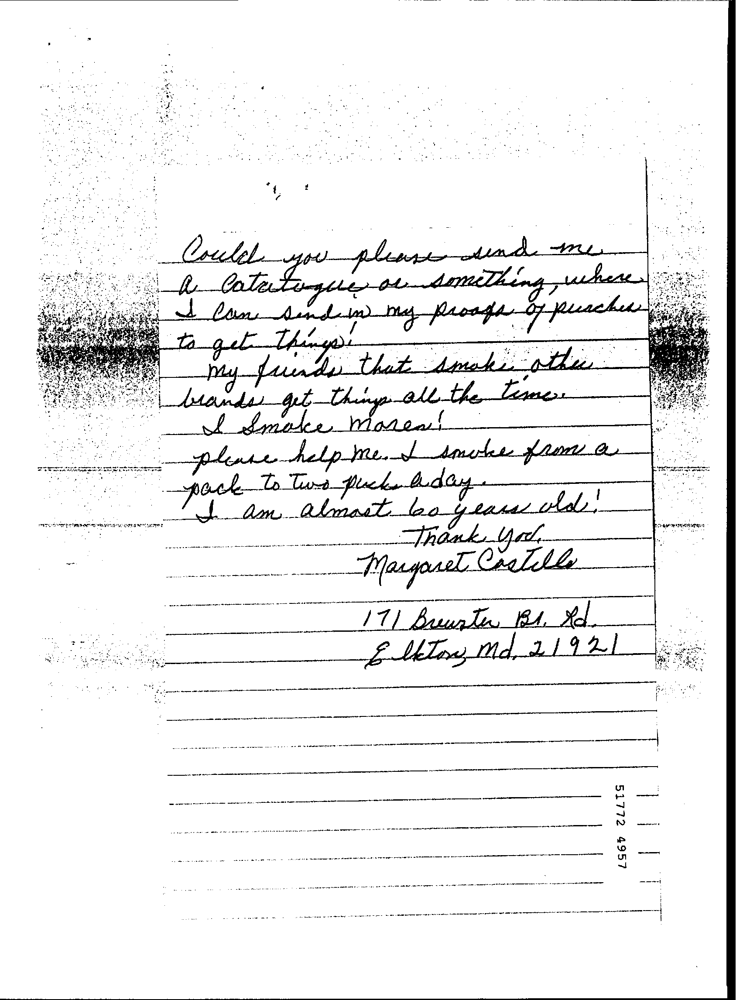 Could you please send me
a Catatogue or something, where
I Can send in my proofs of purches
to get things!
My friends that smoke other
brands get things all the time.
I Smoke Mores!
please help me. I smoke from a
pack to two packs a day.
I am almost 60 years old!
Thank You,
Margaret Costillo
171 Brewster Bt. Rd.
Elkton, Md. 21921
51772 4957